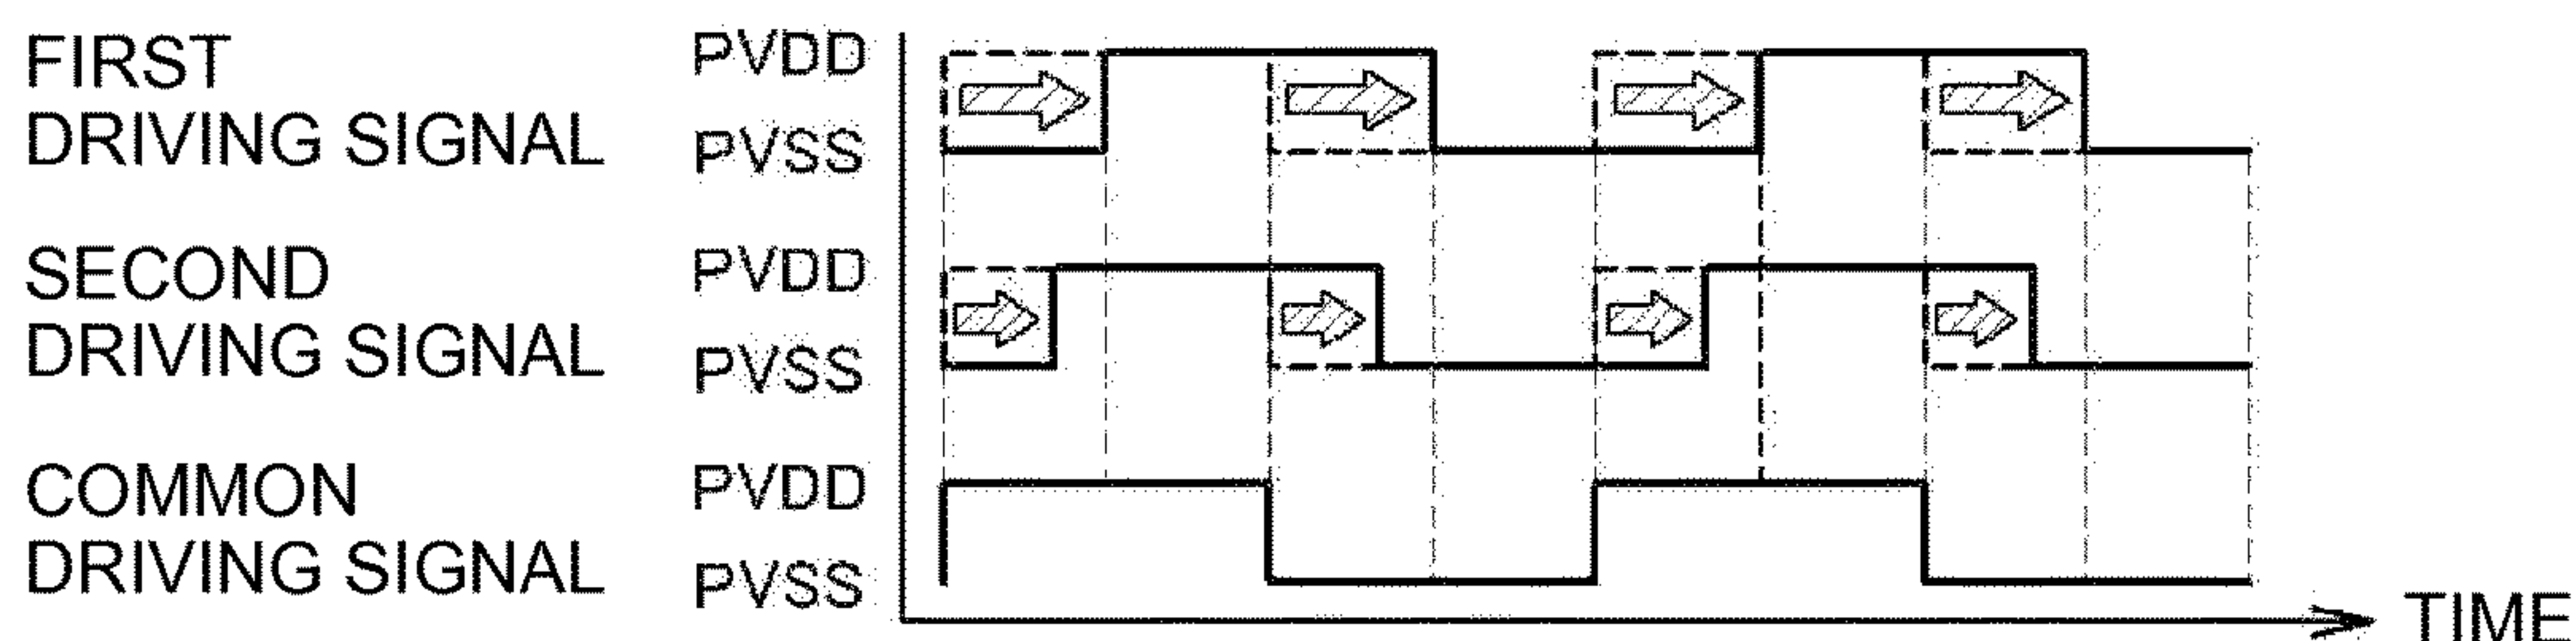 FIRST
DRIVING SIGNAL
PVDD
PVSS
SECOND
DRIVING SIGNAL
PVDD
PVSS
COMMON
DRIVING SIGNAL
PVDD
PVSS
TIME